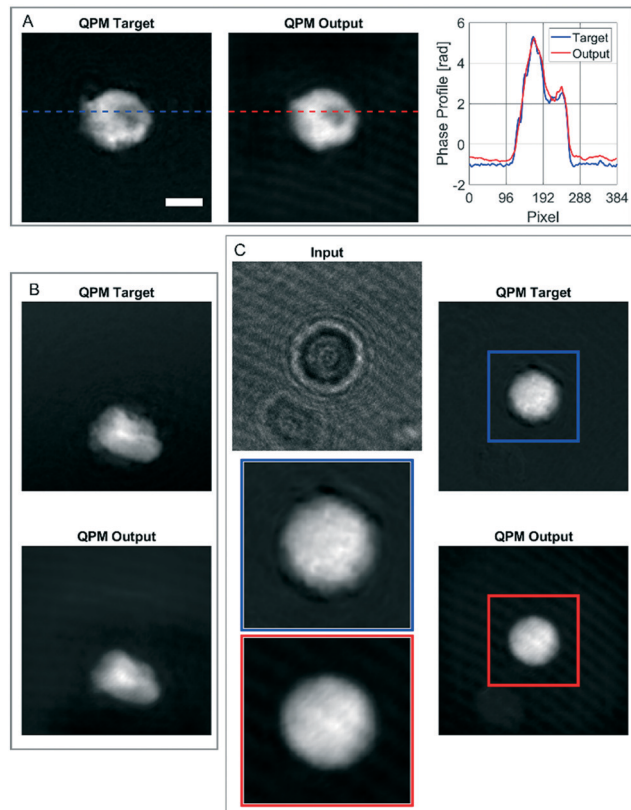 A
QPM Target
QPM Output
Phase Profile [rad]
6
4
2
0
-2
Target
Output
0 96 192 288 384
Pixel
B
QPM Target
QPM Output
C
Input
QPM Target
QPM Output